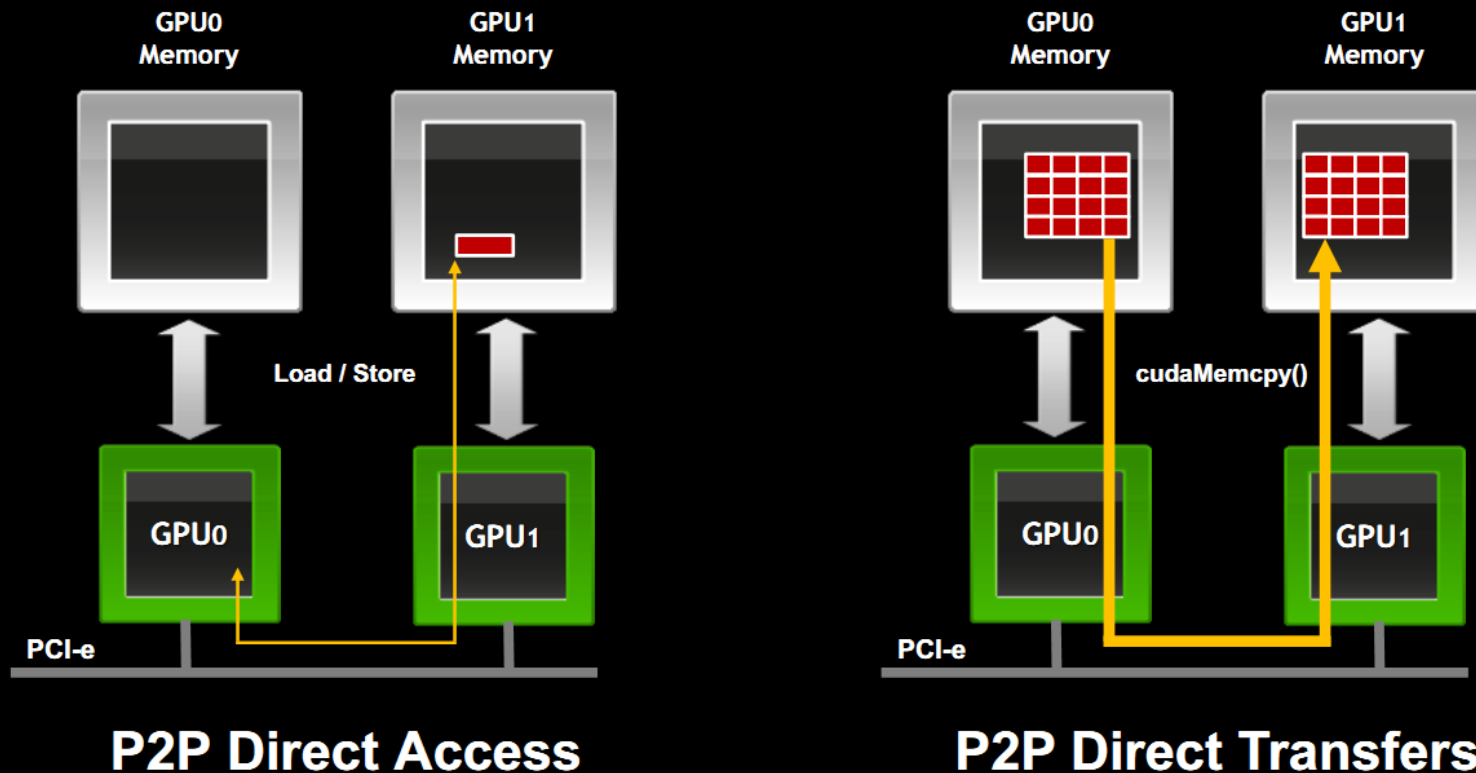 GPU0
Memory
GPU1
Memory
Load / Store
GPU0
GPU1
PCI-e
P2P Direct Access
GPU0
Memory
GPU1
Memory
cudaMemcpy()
GPU0
GPU1
PCI-e
P2P Direct Transfers